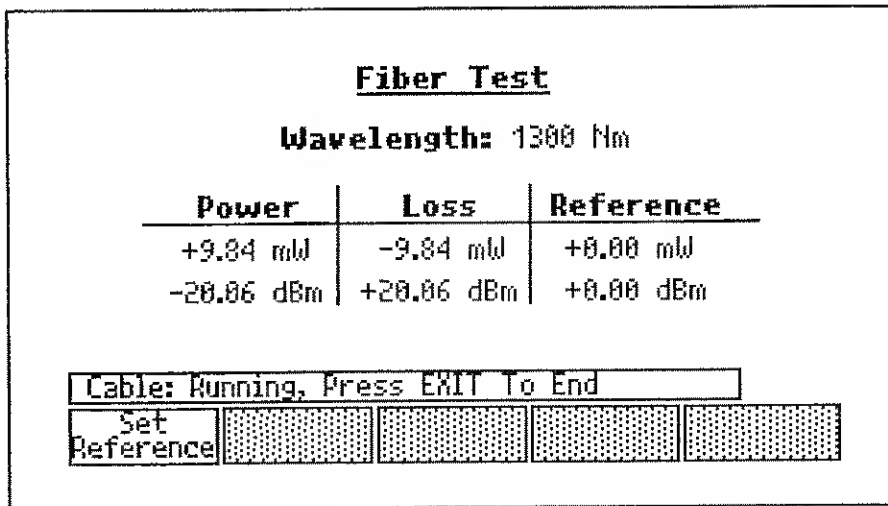 Fiber Test
Wavelength: 1300 Nm
Power Loss Reference
+9.84 mW -9.84 mW +0.00 mW
-20.06 dBm +20.06 dBm +0.00 dBm
Cable: Running, Press EXIT To End
Set
Reference